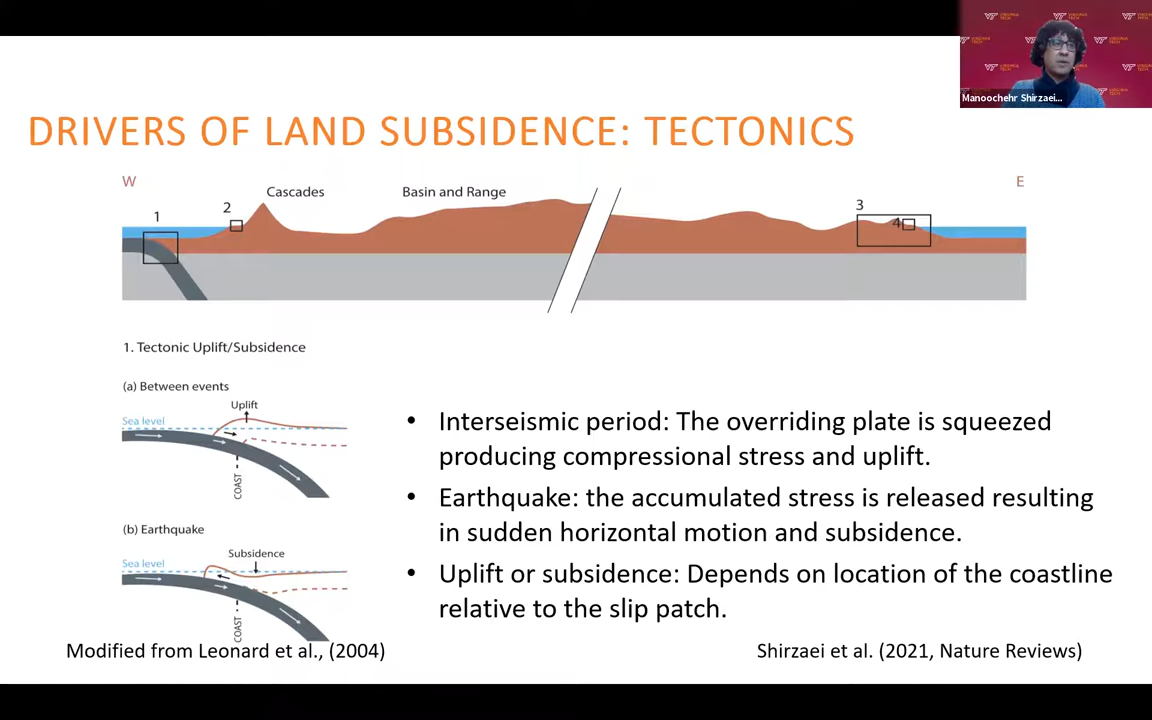 VIRGINIA TECH
Manoochehr Shirzaei...
DRIVERS OF LAND SUBSIDENCE: TECTONICS
W
E
Cascades
Basin and Range
1
2
3
4
1. Tectonic Uplift/Subsidence
(a) Between events
Uplift
Sea level
COAST
(b) Earthquake
Subsidence
Sea level
COAST
• Interseismic period: The overriding plate is squeezed
producing compressional stress and uplift.
• Earthquake: the accumulated stress is released resulting
in sudden horizontal motion and subsidence.
• Uplift or subsidence: Depends on location of the coastline
relative to the slip patch.
Modified from Leonard et al., (2004)
Shirzaei et al. (2021, Nature Reviews)